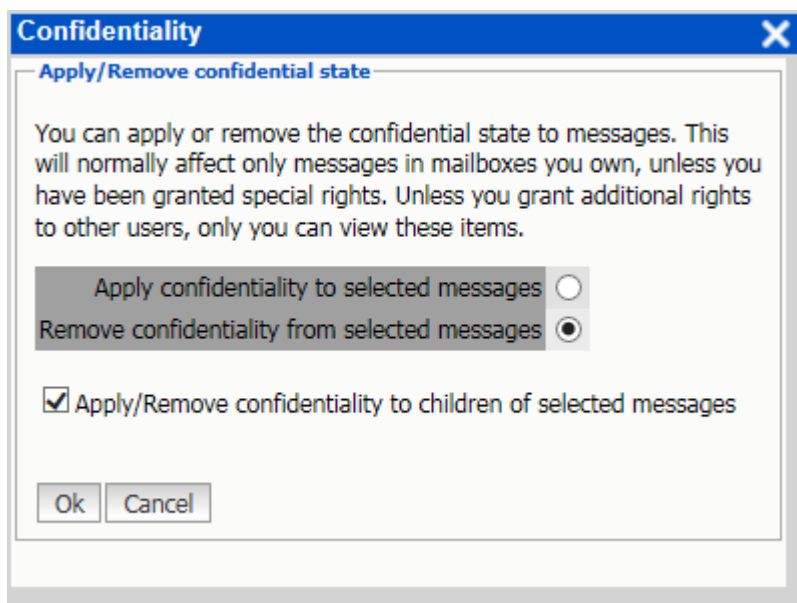 Confidentiality
Apply/Remove confidential state
You can apply or remove the confidential state to messages. This
will normally affect only messages in mailboxes you own, unless you
have been granted special rights. Unless you grant additional rights
to other users, only you can view these items.
Apply confidentiality to selected messages
Remove confidentiality from selected messages
Apply/Remove confidentiality to children of selected messages
Ok Cancel